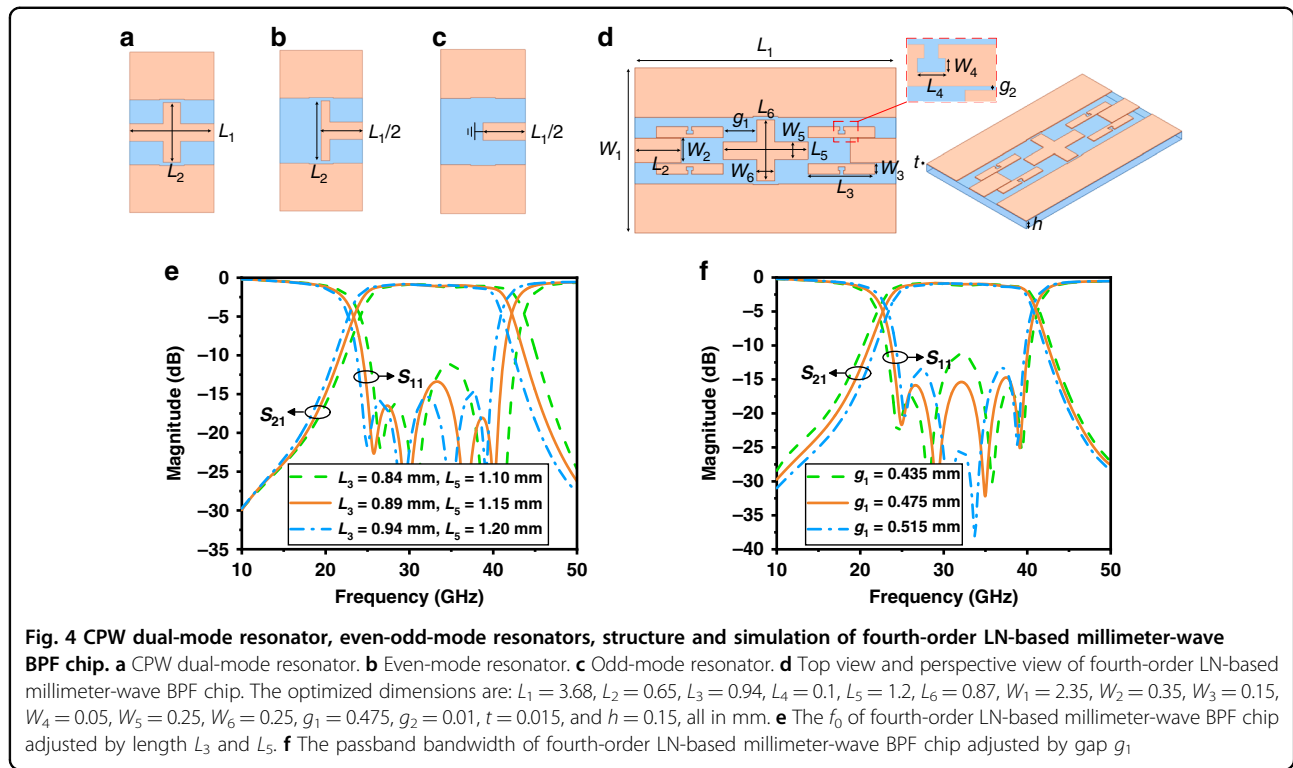 a
b
c
d
L1
L2
L1/2
L2
L1/2
L1
W4
L4
g2
L6
g1
W5
W1
W2
L5
L2
W6
W3
L3
t
h
e
0
−5
−10
−15
−20
−25
−30
−35
Magnitude (dB)
S11
S21
L3 = 0.84 mm, L5 = 1.10 mm
L3 = 0.89 mm, L5 = 1.15 mm
L3 = 0.94 mm, L5 = 1.20 mm
10 20 30 40 50
Frequency (GHz)
f
0
−5
−10
−15
−20
−25
−30
−35
−40
Magnitude (dB)
S11
S21
g1 = 0.435 mm
g1 = 0.475 mm
g1 = 0.515 mm
10 20 30 40 50
Frequency (GHz)
Fig. 4 CPW dual-mode resonator, even-odd-mode resonators, structure and simulation of fourth-order LN-based millimeter-wave
BPF chip. a CPW dual-mode resonator. b Even-mode resonator. c Odd-mode resonator. d Top view and perspective view of fourth-order LN-based
millimeter-wave BPF chip. The optimized dimensions are: L1 = 3.68, L2 = 0.65, L3 = 0.94, L4 = 0.1, L5 = 1.2, L6 = 0.87, W1 = 2.35, W2 = 0.35, W3 = 0.15,
W4 = 0.05, W5 = 0.25, W6 = 0.25, g1 = 0.475, g2 = 0.01, t = 0.015, and h = 0.15, all in mm. e The f0 of fourth-order LN-based millimeter-wave BPF chip
adjusted by length L3 and L5. f The passband bandwidth of fourth-order LN-based millimeter-wave BPF chip adjusted by gap g1